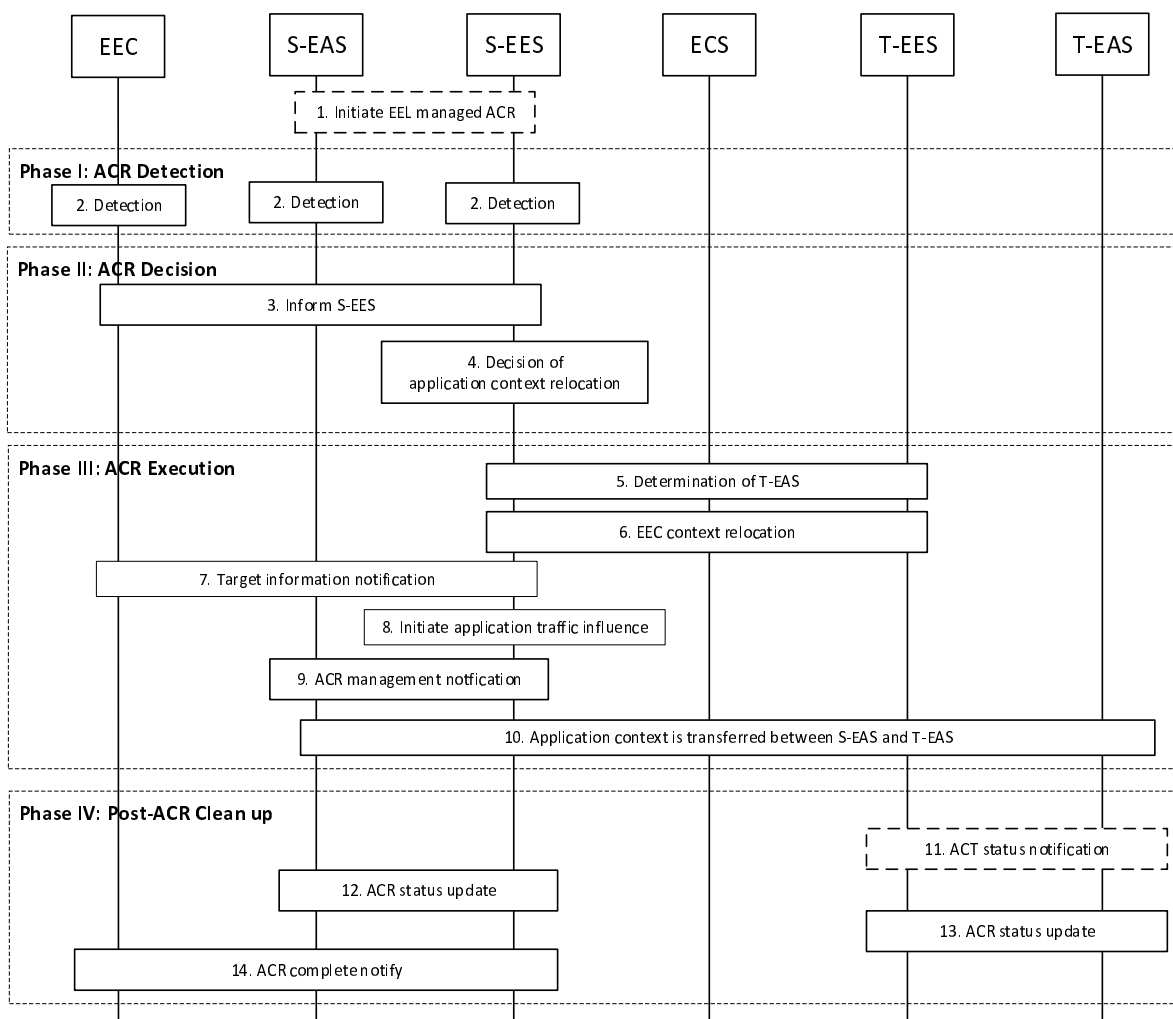 EEC
S-EAS
S-EES
ECS
T-EES
T-EAS
1. Initiate EEL managed ACR
Phase I: ACR Detection
2. Detection
2. Detection
2. Detection
Phase II: ACR Decision
3. Inform S-EES
4. Decision of
application context relocation
Phase III: ACR Execution
5. Determination of T-EAS
6. EEC context relocation
7. Target information notification
8. Initiate application traffic influence
9. ACR management notfication
10. Application context is transferred between S-EAS and T-EAS
Phase IV: Post-ACR Clean up
11. ACT status notification
12. ACR status update
13. ACR status update
14. ACR complete notify